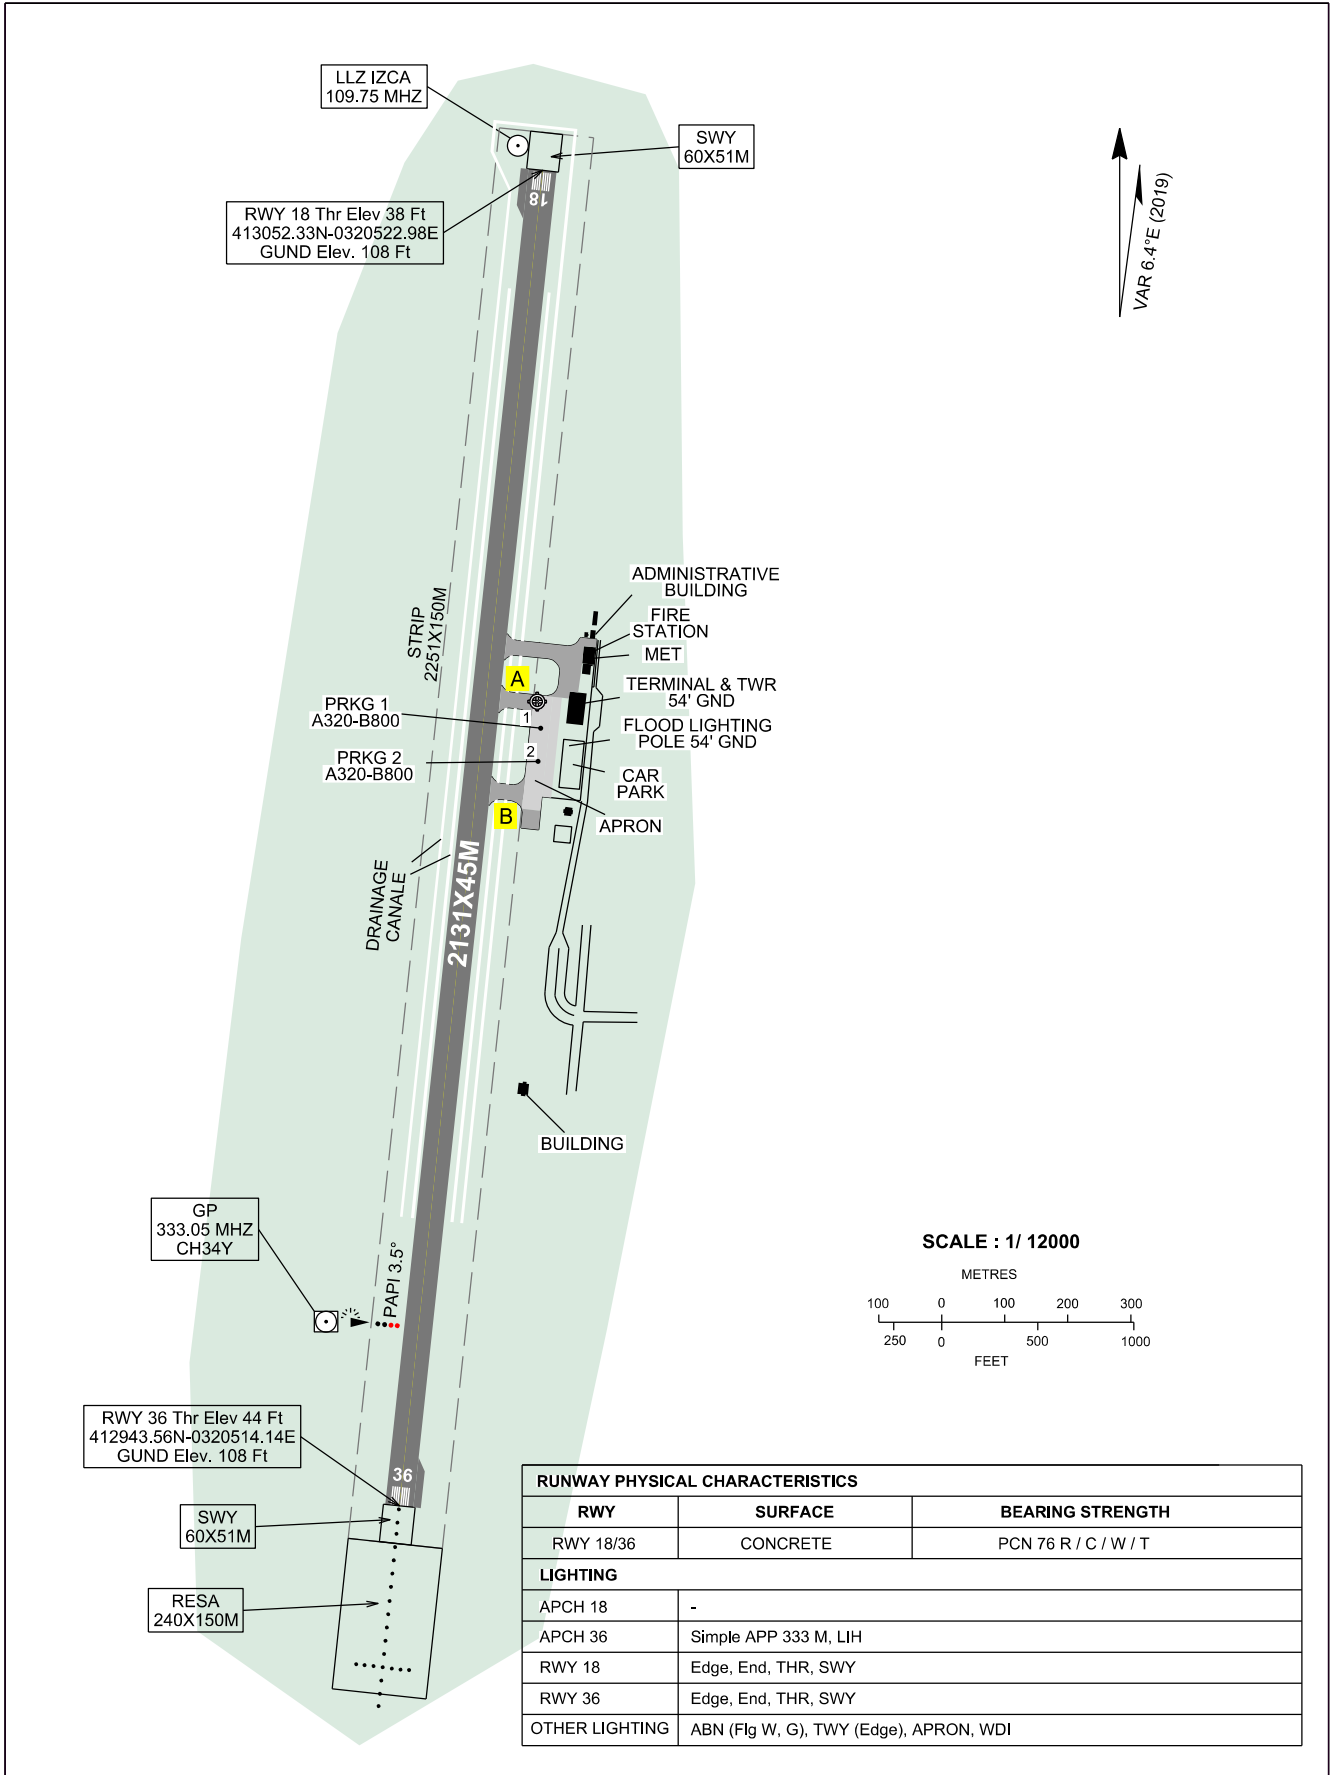 LLZ IZCA
109.75 MHZ
SWY
60X51M
18
RWY 18 Thr Elev 38 Ft
413052.33N-0320522.98E
GUND Elev. 108 Ft
VAR 6.4°E (2019)
ADMINISTRATIVE
BUILDING
FIRE
STATION
MET
STRIP
2251X150M
A
TERMINAL & TWR
54' GND
PRKG 1
A320-B800
1
FLOOD LIGHTING
POLE 54' GND
PRKG 2
A320-B800
2
CAR
PARK
B
APRON
DRAINAGE
CANALE
2131X45M
BUILDING
GP
333.05 MHZ
CH34Y
PAPI 3.5°
SCALE : 1/ 12000
METRES
100 0 100 200 300
250 0 500 1000
FEET
RWY 36 Thr Elev 44 Ft
412943.56N-0320514.14E
GUND Elev. 108 Ft
36
SWY
60X51M
RESA
240X150M
RUNWAY PHYSICAL CHARACTERISTICS
RWY SURFACE BEARING STRENGTH
RWY 18/36 CONCRETE PCN 76 R / C / W / T
LIGHTING
APCH 18 -
APCH 36 Simple APP 333 M, LIH
RWY 18 Edge, End, THR, SWY
RWY 36 Edge, End, THR, SWY
OTHER LIGHTING ABN (Flg W, G), TWY (Edge), APRON, WDI